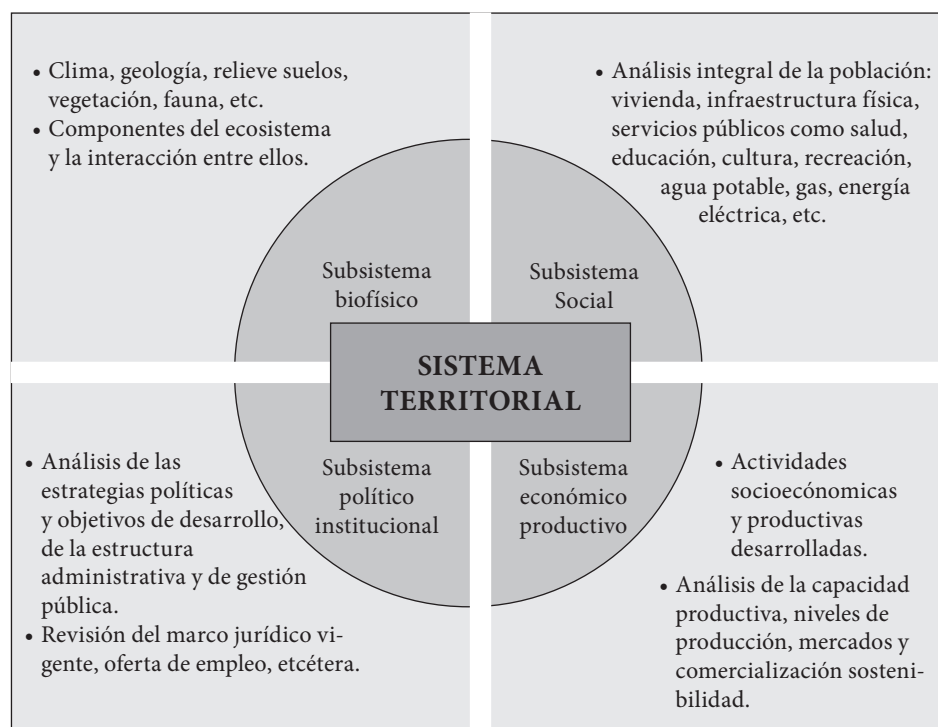 • Clima, geología, relieve suelos,
vegetación, fauna, etc.
• Componentes del ecosistema
y la interacción entre ellos.
• Análisis integral de la población:
vivienda, infraestructura física,
servicios públicos como salud,
educación, cultura, recreación,
agua potable, gas, energía
eléctrica, etc.
Subsistema
biofísico
Subsistema
Social
SISTEMA
TERRITORIAL
Subsistema
político
institucional
Subsistema
económico
productivo
• Análisis de las
estrategias políticas
y objetivos de desarrollo,
de la estructura
administrativa y de gestión
pública.
• Revisión del marco jurídico vi-
gente, oferta de empleo, etcétera.
• Actividades
socioecónomicas
y productivas
desarrolladas.
• Análisis de la capacidad
productiva, niveles de
producción, mercados y
comercialización sosteni-
bilidad.